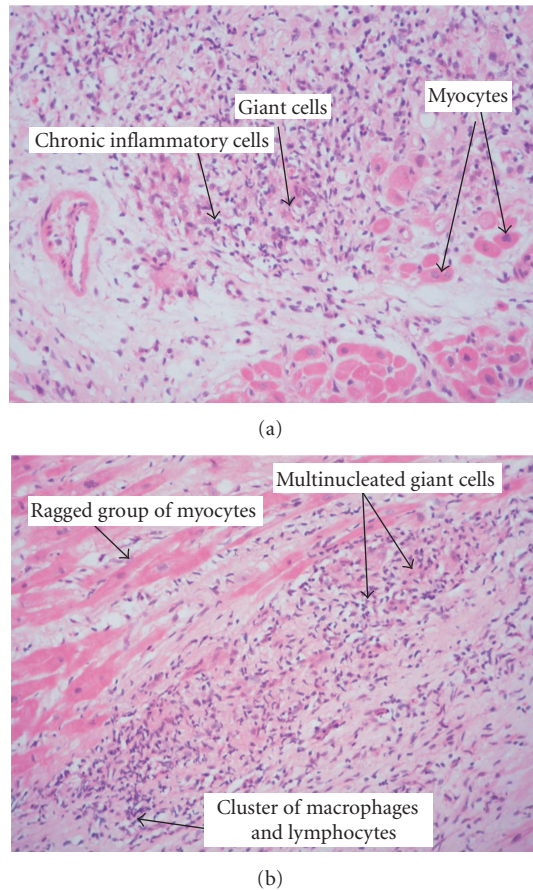 Giant cells
Myocytes
Chronic inflammatory cells
(a)
Multinucleated giant cells
Ragged group of myocytes
Cluster of macrophages
and lymphocytes
(b)